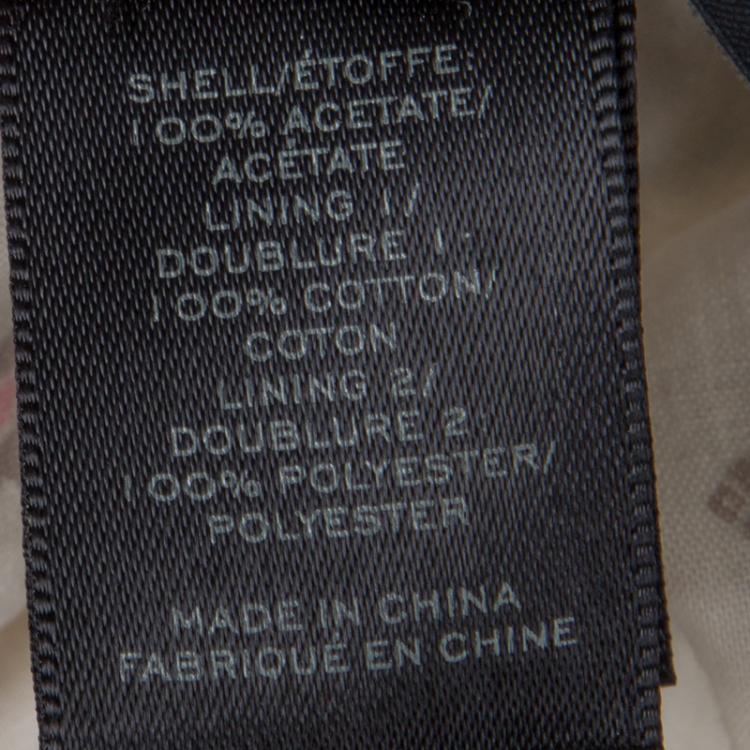 SHELL/ÉTOFFE:
100% ACETATE/
ACÉTATE
LINING 1/
DOUBLURE 1:
100% COTTON/
COTON
LINING 2/
DOUBLURE 2:
100% POLYESTER/
POLYESTER
MADE IN CHINA
FABRIQUÉ EN CHINE